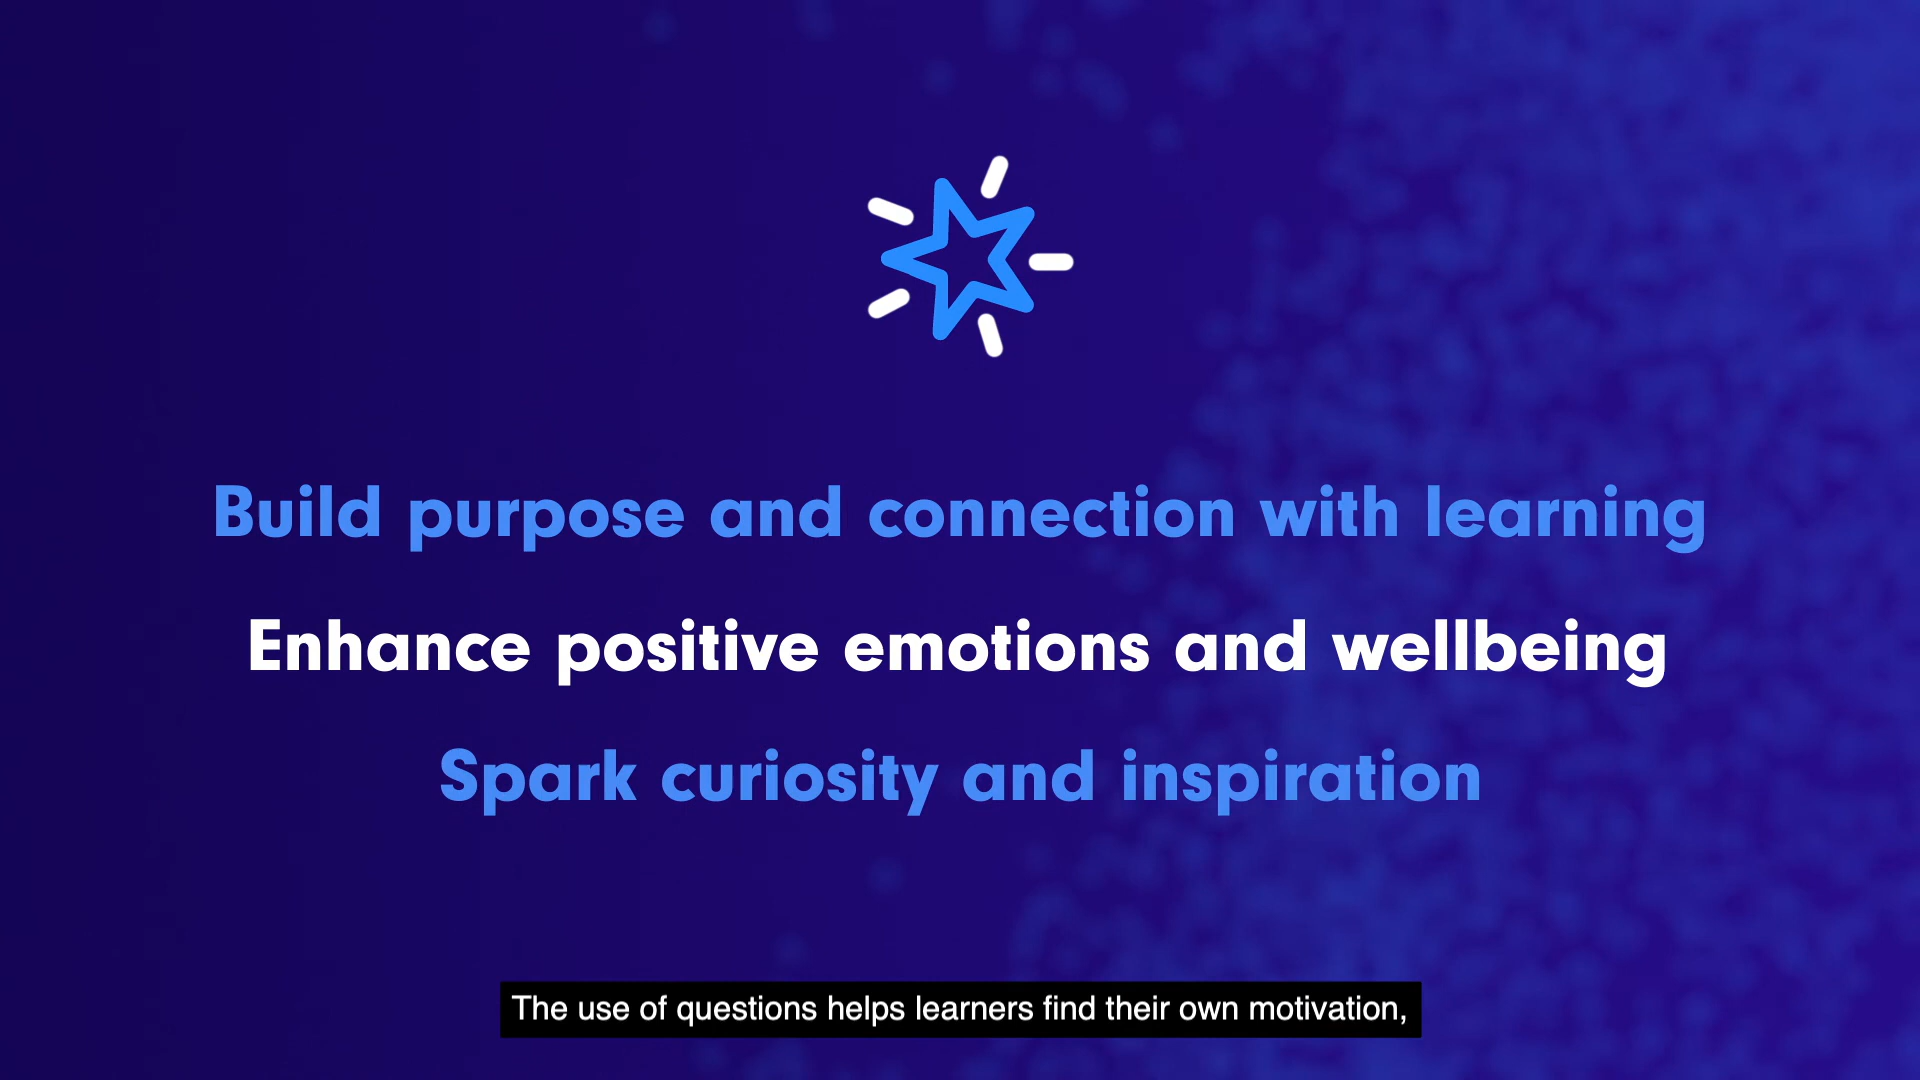 Build purpose and connection with learning
Enhance positive emotions and wellbeing
Spark curiosity and inspiration
The use of questions helps learners find their own motivation,